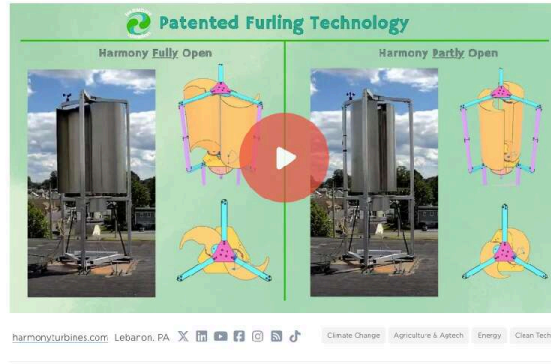 Patented Furling Technology
Harmony Fully Open
Harmony Partly Open
harmonyturbines.com Lebanon, PA
Climate Change Agriculture & Agtech Energy Clean Tech